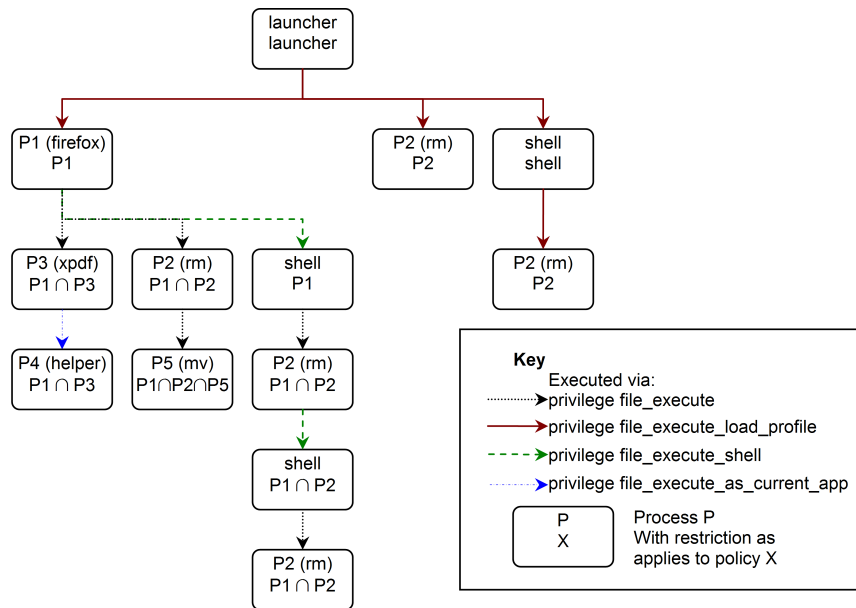 launcher
launcher
P1 (firefox)
P1
P2 (rm)
P2
shell
shell
P3 (xpdf)
P1 ∩ P3
P2 (rm)
P1 ∩ P2
shell
P1
P2 (rm)
P2
P4 (helper)
P1 ∩ P3
P5 (mv)
P1∩P2∩P5
P2 (rm)
P1 ∩ P2
shell
P1 ∩ P2
P2 (rm)
P1 ∩ P2
Key
Executed via:
privilege file_execute
privilege file_execute_load_profile
privilege file_execute_shell
privilege file_execute_as_current_app
P
X
Process P
With restriction as
applies to policy X